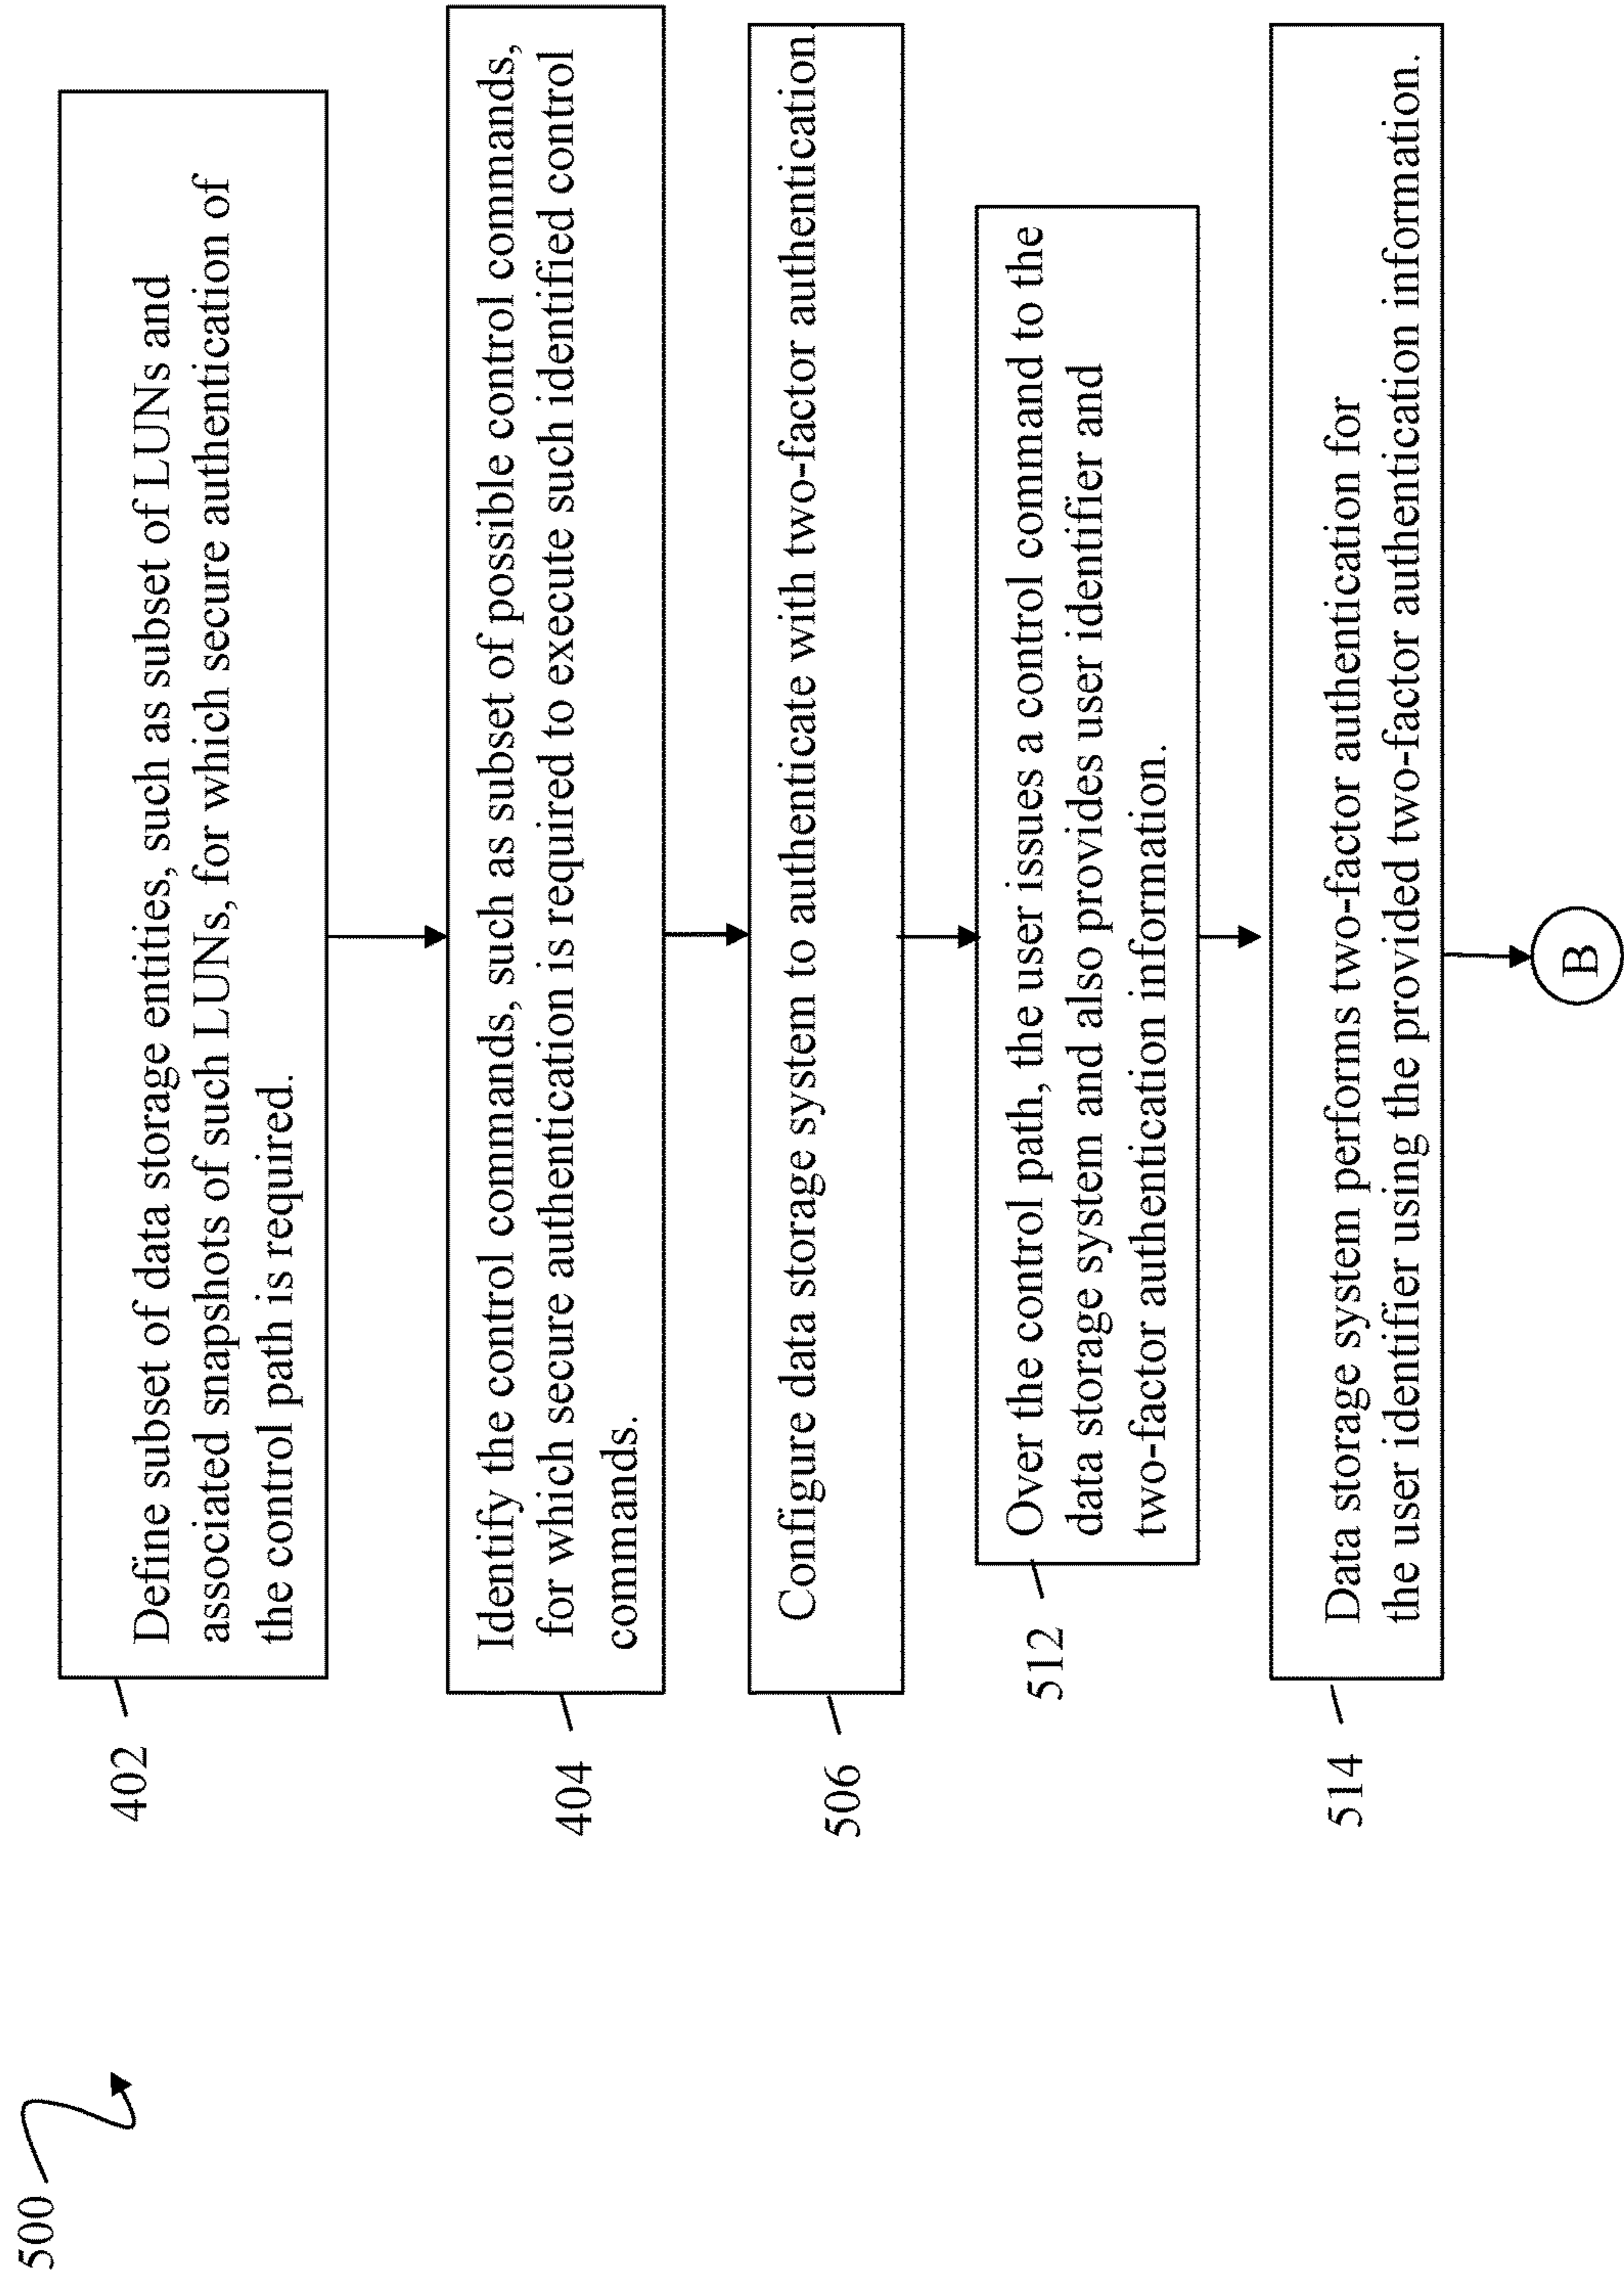 500
402
Define subset of data storage entities, such as subset of LUNs and
associated snapshots of such LUNs, for which secure authentication of
the control path is required.
404
Identify the control commands, such as subset of possible control commands,
for which secure authentication is required to execute such identified control
commands.
506
Configure data storage system to authenticate with two-factor authentication.
512
Over the control path, the user issues a control command to the
data storage system and also provides user identifier and
two-factor authentication information.
514
Data storage system performs two-factor authentication for
the user identifier using the provided two-factor authentication information.
B